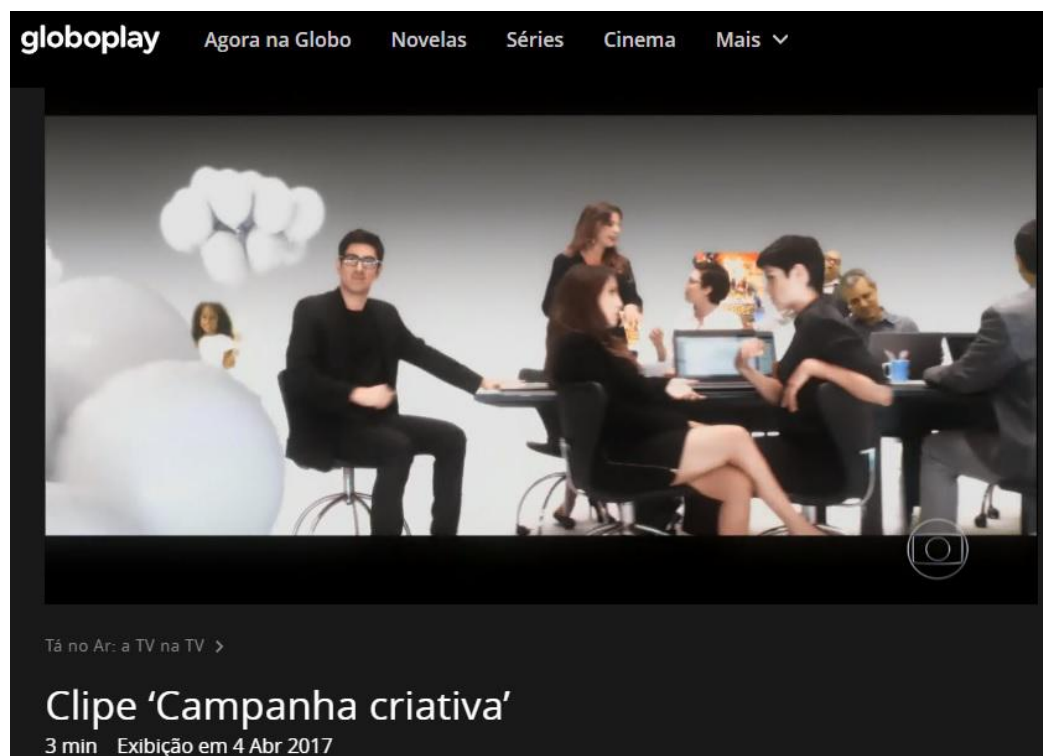 globoplay Agora na Globo Novelas Séries Cinema Mais
Tá no Ar: a TV na TV
Clipe ‘Campanha criativa’
3 min Exibição em 4 Abr 2017